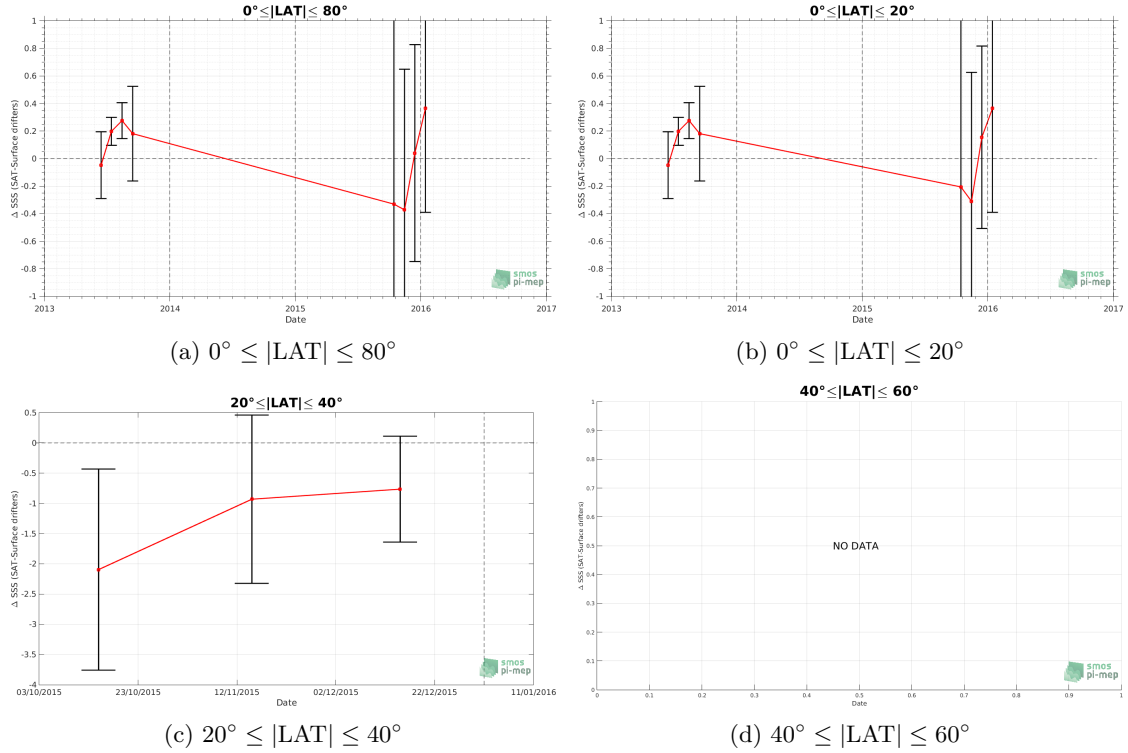 0°≤|LAT|≤ 80°
1
0.8
0.6
0.4
0.2
0
-0.2
-0.4
-0.6
-0.8
-1
Δ SSS (SAT-Surface drifters)
2013 2014 2015 2016 2017
Date
smos
pi-mep
(a) 0° ≤ |LAT| ≤ 80°
0°≤|LAT|≤ 20°
1
0.8
0.6
0.4
0.2
0
-0.2
-0.4
-0.6
-0.8
-1
Δ SSS (SAT-Surface drifters)
2013 2014 2015 2016 2017
Date
smos
pi-mep
(b) 0° ≤ |LAT| ≤ 20°
20°≤|LAT|≤ 40°
0.5
0
-0.5
-1
-1.5
-2
-2.5
-3
-3.5
-4
Δ SSS (SAT-Surface drifters)
03/10/2015 23/10/2015 12/11/2015 02/12/2015 22/12/2015 11/01/2016
Date
smos
pi-mep
(c) 20° ≤ |LAT| ≤ 40°
40°≤|LAT|≤ 60°
1
0.9
0.8
0.7
0.6
0.5
0.4
0.3
0.2
0.1
0
Δ SSS (SAT-Surface drifters)
NO DATA
0 0.1 0.2 0.3 0.4 0.5 0.6 0.7 0.8 0.9 1
Date
smos
pi-mep
(d) 40° ≤ |LAT| ≤ 60°